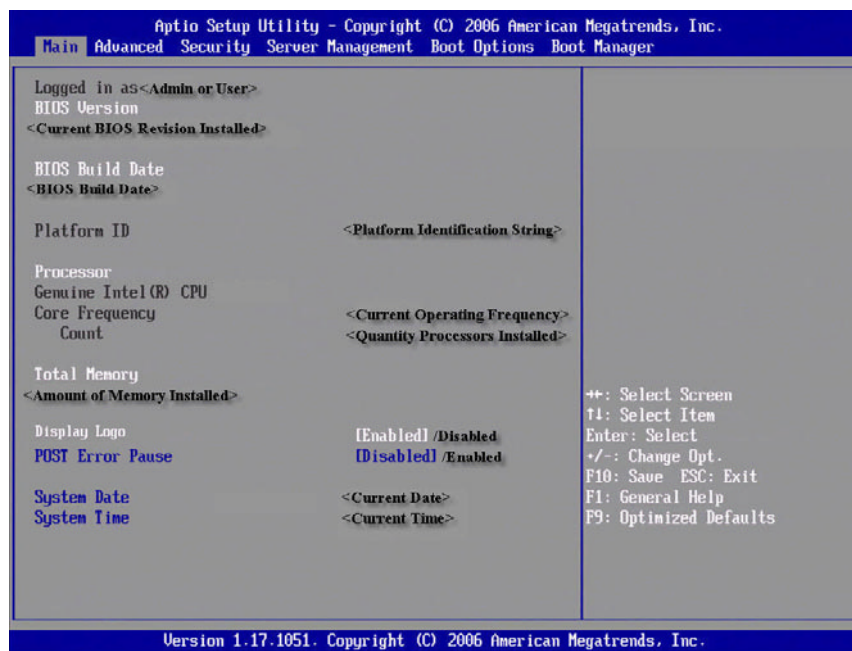 Aptio Setup Utility - Copyright (C) 2006 American Megatrends, Inc.
Main Advanced Security Server Management Boot Options Boot Manager
Logged in as<Admin or User>
BIOS Version
<Current BIOS Revision Installed>
BIOS Build Date
<BIOS Build Date>
Platform ID <Platform Identification String>
Processor
Genuine Intel(R) CPU
Core Frequency <Current Operating Frequency>
Count <Quantity Processors Installed>
Total Memory
<Amount of Memory Installed>
Display Logo [Enabled] /Disabled
POST Error Pause [Disabled] /Enabled
System Date <Current Date>
System Time <Current Time>
→←: Select Screen
↑↓: Select Item
Enter: Select
+/-: Change Opt.
F10: Save ESC: Exit
F1: General Help
F9: Optimized Defaults
Version 1.17.1051. Copyright (C) 2006 American Megatrends, Inc.